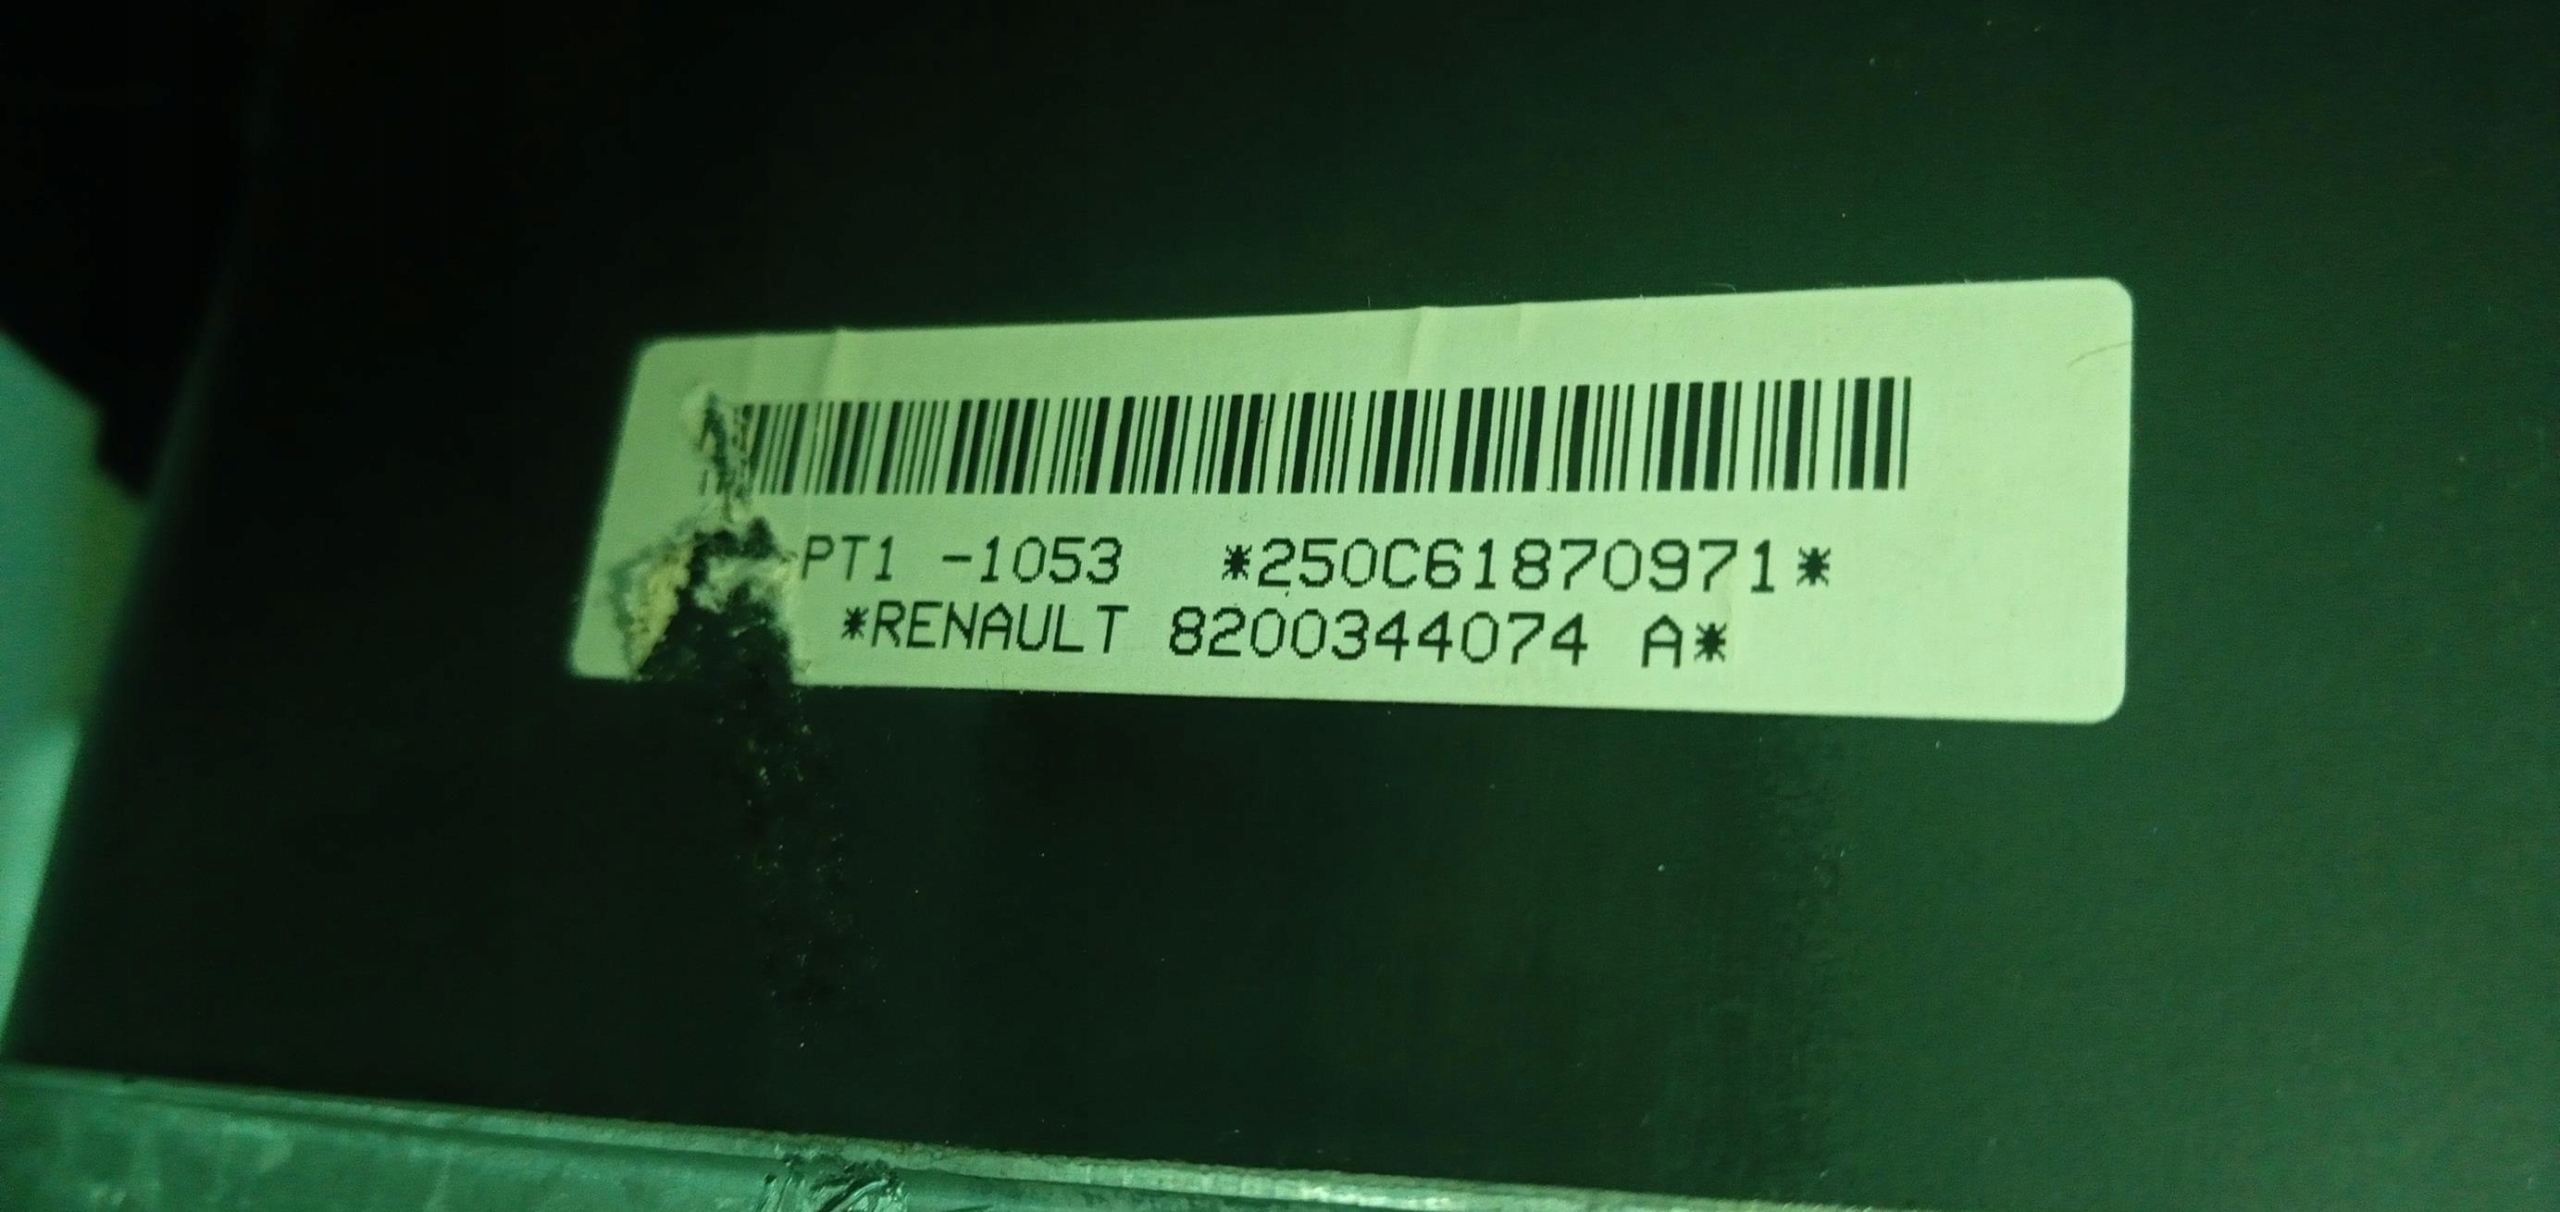 PT1 -1053 *250C61870971*
*RENAULT 8200344074 A*